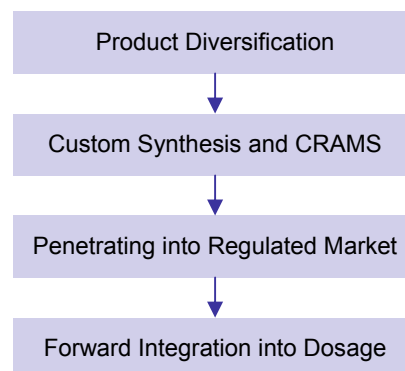 Product Diversification
Custom Synthesis and CRAMS
Penetrating into Regulated Market
Forward Integration into Dosage